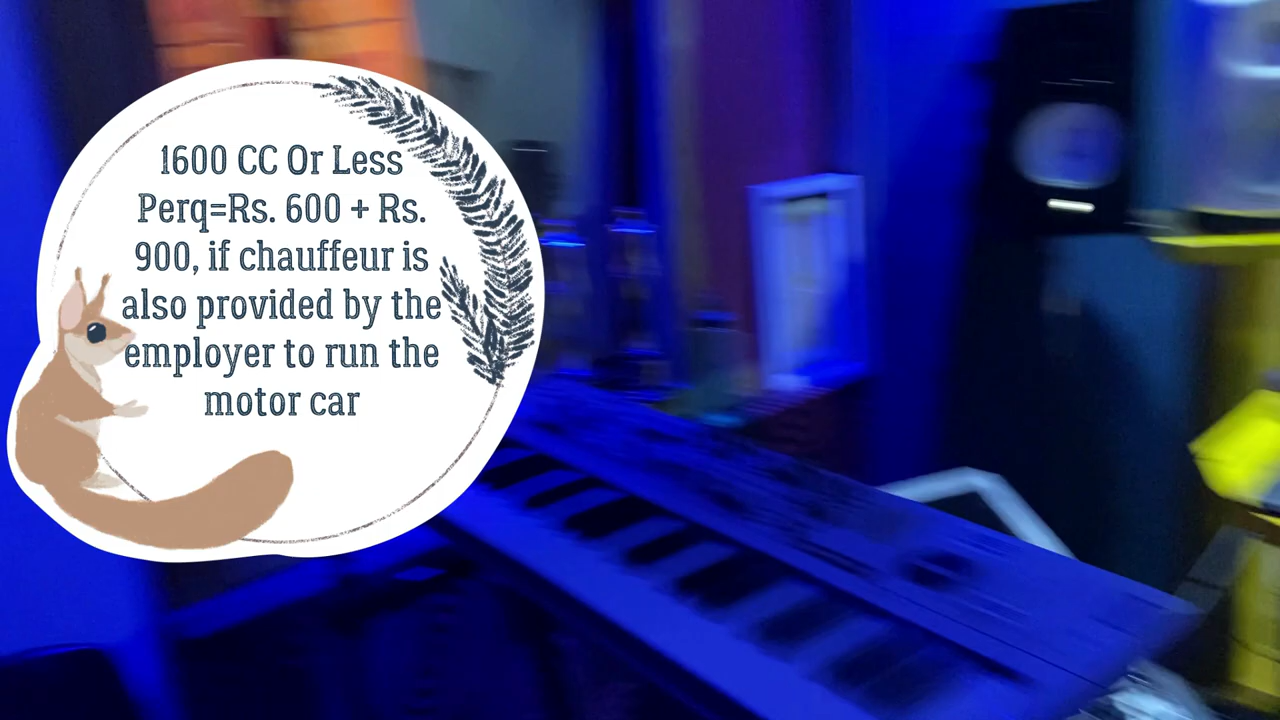 1600 CC Or Less
Perq=Rs. 600 + Rs.
900, if chauffeur is
also provided by the
employer to run the
motor car